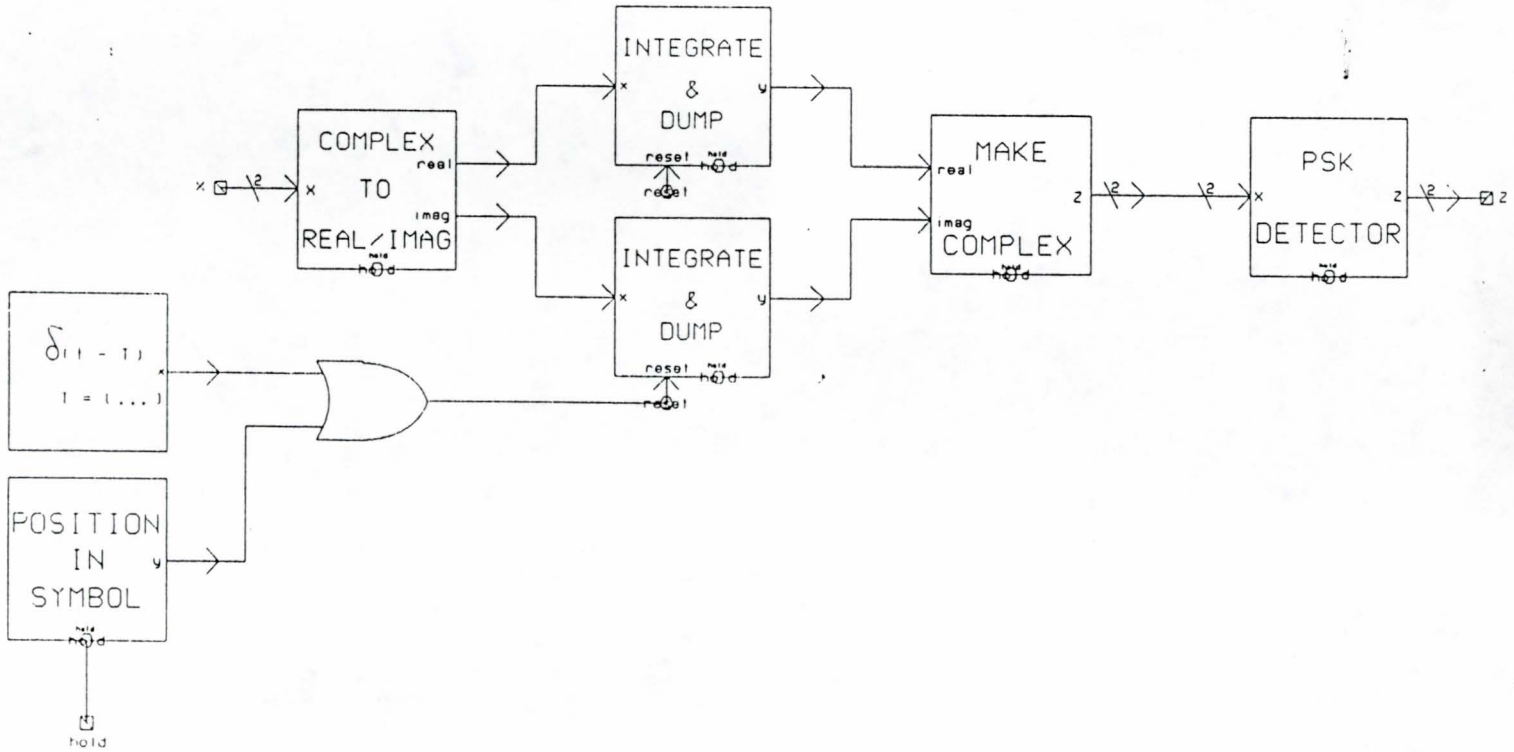 INTEGRATE
&
DUMP
x
y
reset
hold
reset
COMPLEX
TO
REAL/IMAG
x
real
imag
hold
x
2
INTEGRATE
&
DUMP
x
y
reset
hold
reset
MAKE
COMPLEX
real
imag
z
hold
2
2
PSK
DETECTOR
x
z
hold
2
z
δ(t - T)
T = (...)
x
POSITION
IN
SYMBOL
y
hold
hold